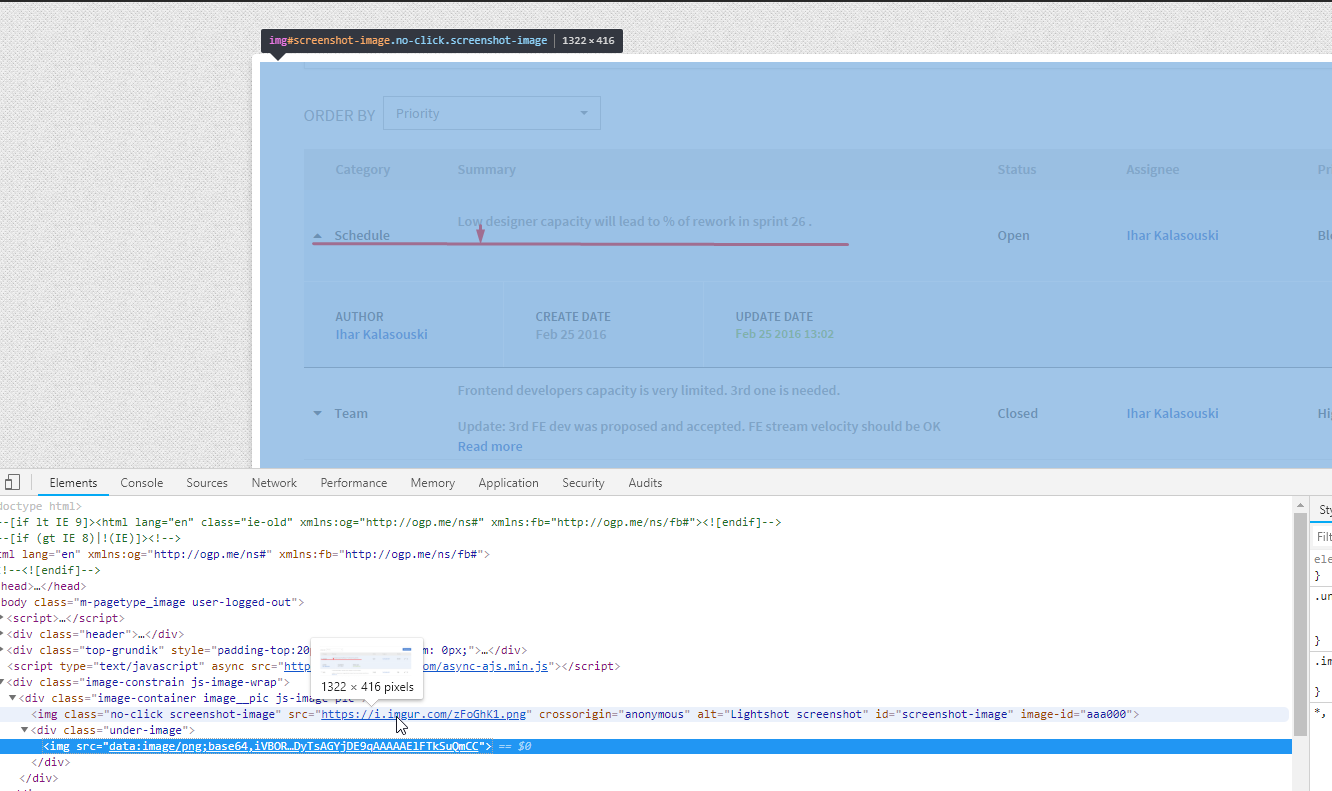 img#screenshot-image.no-click.screenshot-image 1322 × 416
ORDER BY Priority
Category Summary Status Assignee
Low designer capacity will lead to % of rework in sprint 26 .
Schedule Open Ihar Kalasouski
AUTHOR CREATE DATE UPDATE DATE
Ihar Kalasouski Feb 25 2016 Feb 25 2016 13:02
Frontend developers capacity is very limited. 3rd one is needed.
Team Closed Ihar Kalasouski
Update: 3rd FE dev was proposed and accepted. FE stream velocity should be OK
Read more
Elements Console Sources Network Performance Memory Application Security Audits
doctype html>
--[if lt IE 9]><html lang="en" class="ie-old" xmlns:og="http://ogp.me/ns#" xmlns:fb="http://ogp.me/ns/fb#"><![endif]-->
--[if (gt IE 8)|!(IE)]><!-->
ml lang="en" xmlns:og="http://ogp.me/ns#" xmlns:fb="http://ogp.me/ns/fb#">
!--<![endif]-->
head>…</head>
body class="m-pagetype_image user-logged-out">
<script>…</script>
<div class="header">…</div>
<div class="top-grundik" style="padding-top:20p m: 0px;">…</div>
<script type="text/javascript" async src="http om/async-ajs.min.js"></script>
<div class="image-constrain js-image-wrap">
1322 × 416 pixels
<div class="image-container image__pic js-image-pic">
<img class="no-click screenshot-image" src="https://i.imgur.com/zFoGhK1.png" crossorigin="anonymous" alt="Lightshot screenshot" id="screenshot-image" image-id="aaa000">
<div class="under-image">
<img src="data:image/png;base64,iVBOR…DyTsAGYjDE9qAAAAAElFTkSuQmCC"> == $0
</div>
</div>
Sty
Filt
ele
}
.un
}
.im
}
*,